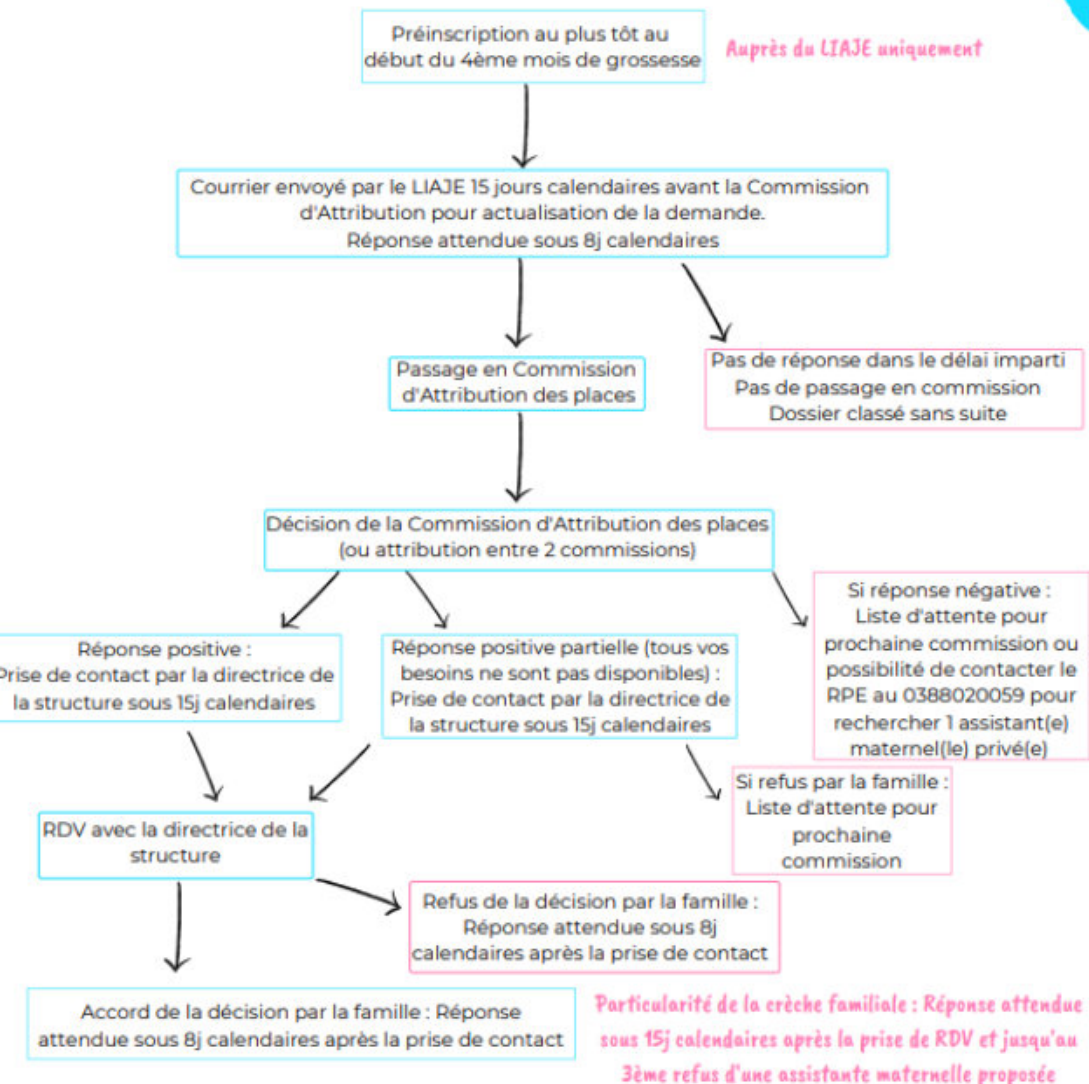 Préinscription au plus tôt au
début du 4ème mois de grossesse
Auprès du LIAJE uniquement
Courrier envoyé par le LIAJE 15 jours calendaires avant la Commission
d'Attribution pour actualisation de la demande.
Réponse attendue sous 8j calendaires
Passage en Commission
d'Attribution des places
Pas de réponse dans le délai imparti
Pas de passage en commission
Dossier classé sans suite
Décision de la Commission d'Attribution des places
(ou attribution entre 2 commissions)
Réponse positive :
Prise de contact par la directrice de
la structure sous 15j calendaires
Réponse positive partielle (tous vos
besoins ne sont pas disponibles) :
Prise de contact par la directrice de
la structure sous 15j calendaires
Si réponse négative :
Liste d'attente pour
prochaine commission ou
possibilité de contacter le
RPE au 0388020059 pour
rechercher 1 assistant(e)
maternel(le) privé(e)
Si refus par la famille :
Liste d'attente pour
prochaine
commission
RDV avec la directrice de la
structure
Refus de la décision par la famille :
Réponse attendue sous 8j
calendaires après la prise de contact
Accord de la décision par la famille : Réponse
attendue sous 8j calendaires après la prise de contact
Particularité de la crèche familiale : Réponse attendue
sous 15j calendaires après la prise de RDV et jusqu'au
3ème refus d'une assistante maternelle proposée